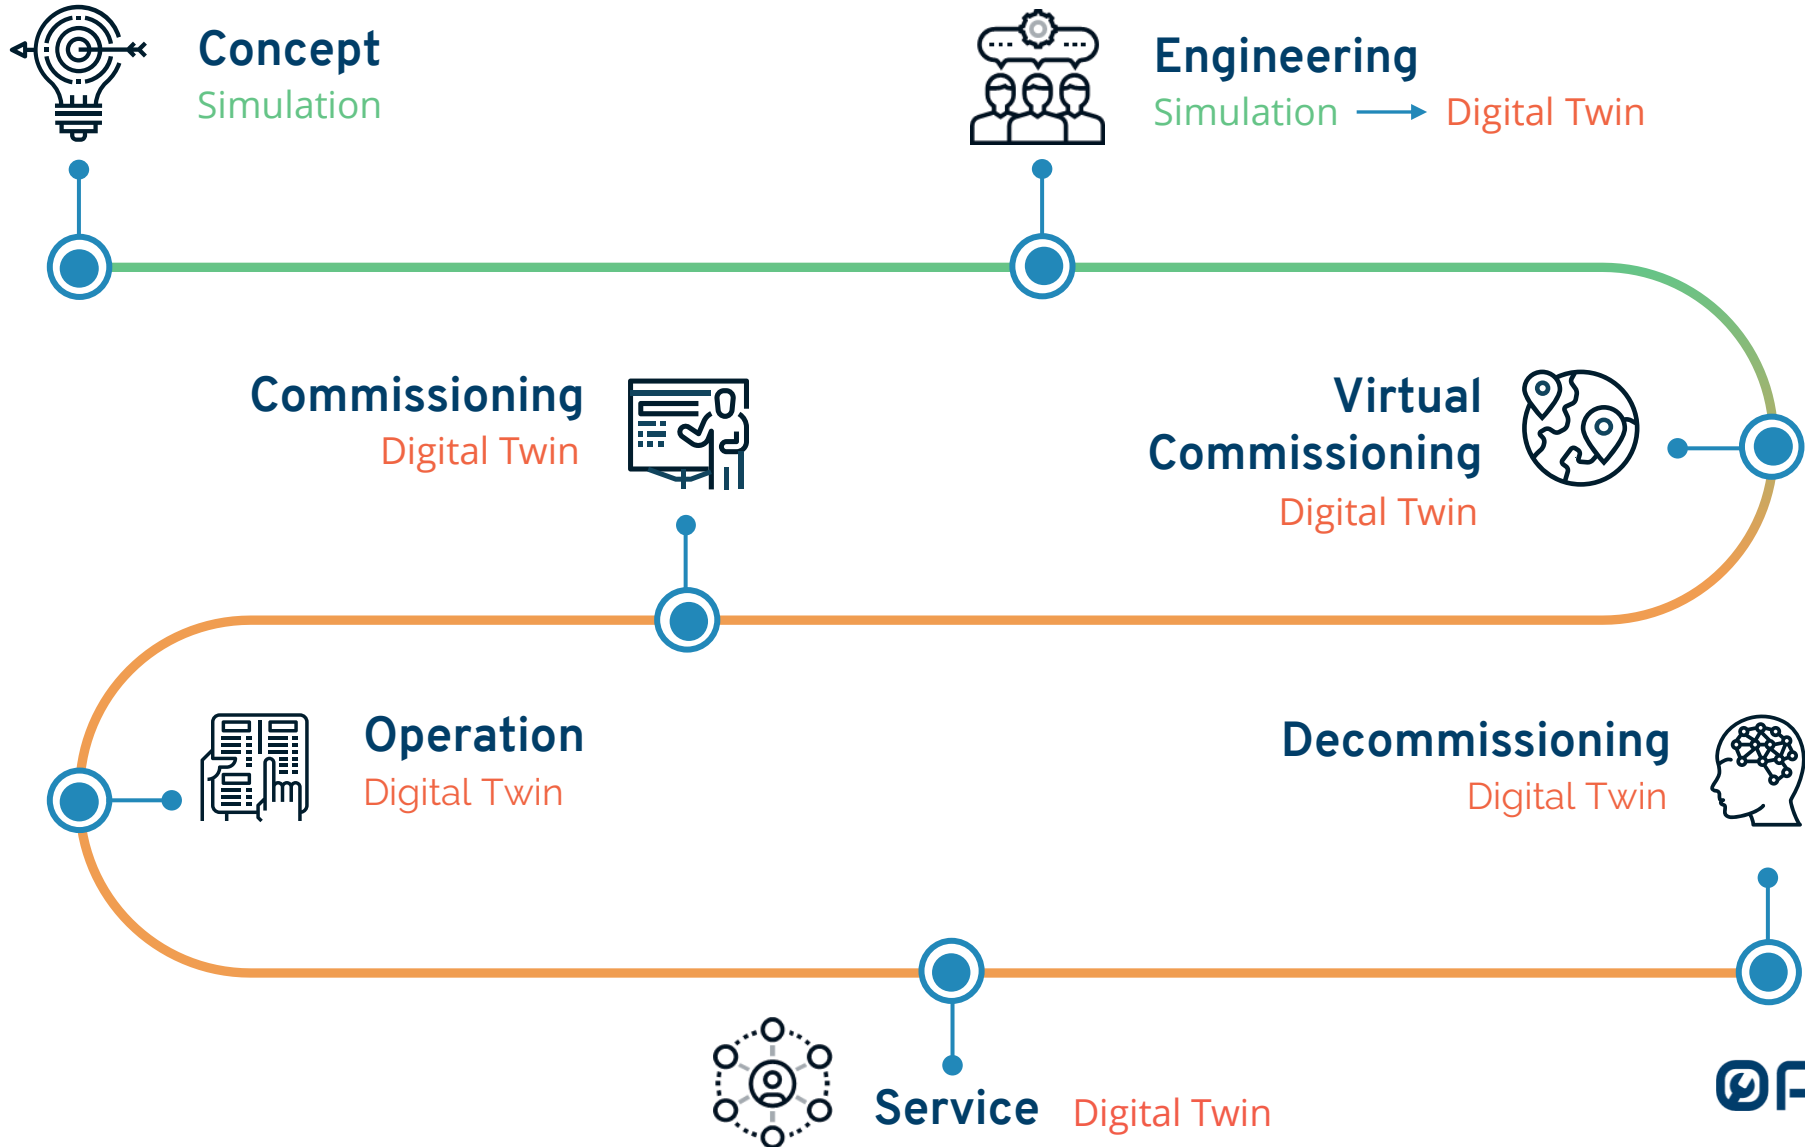 Concept
Simulation
Engineering
Simulation → Digital Twin
Virtual
Commissioning
Digital Twin
Commissioning
Digital Twin
Operation
Digital Twin
Service Digital Twin
Decommissioning
Digital Twin